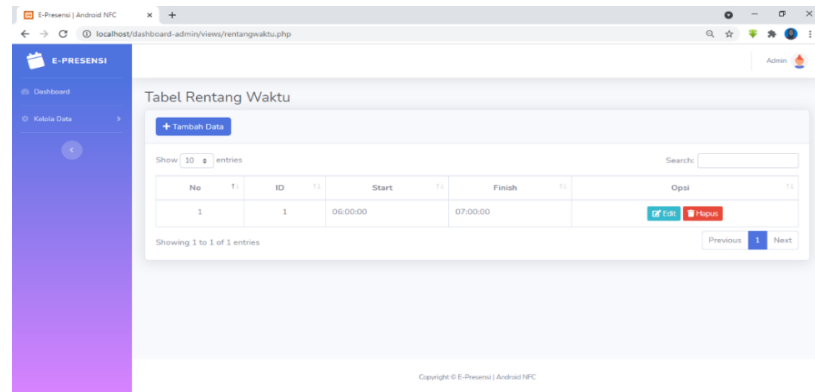 E-Presensi | Android NFC
localhost/dashboard-admin/views/rentangwaktu.php
E-PRESENSI
Admin
Dashboard
Kelola Data
Tabel Rentang Waktu
+ Tambah Data
Show 10 entries
Search:
No ID Start Finish Opsi
1 1 06:00:00 07:00:00 Edit Hapus
Showing 1 to 1 of 1 entries
Previous 1 Next
Copyright © E-Presensi | Android NFC